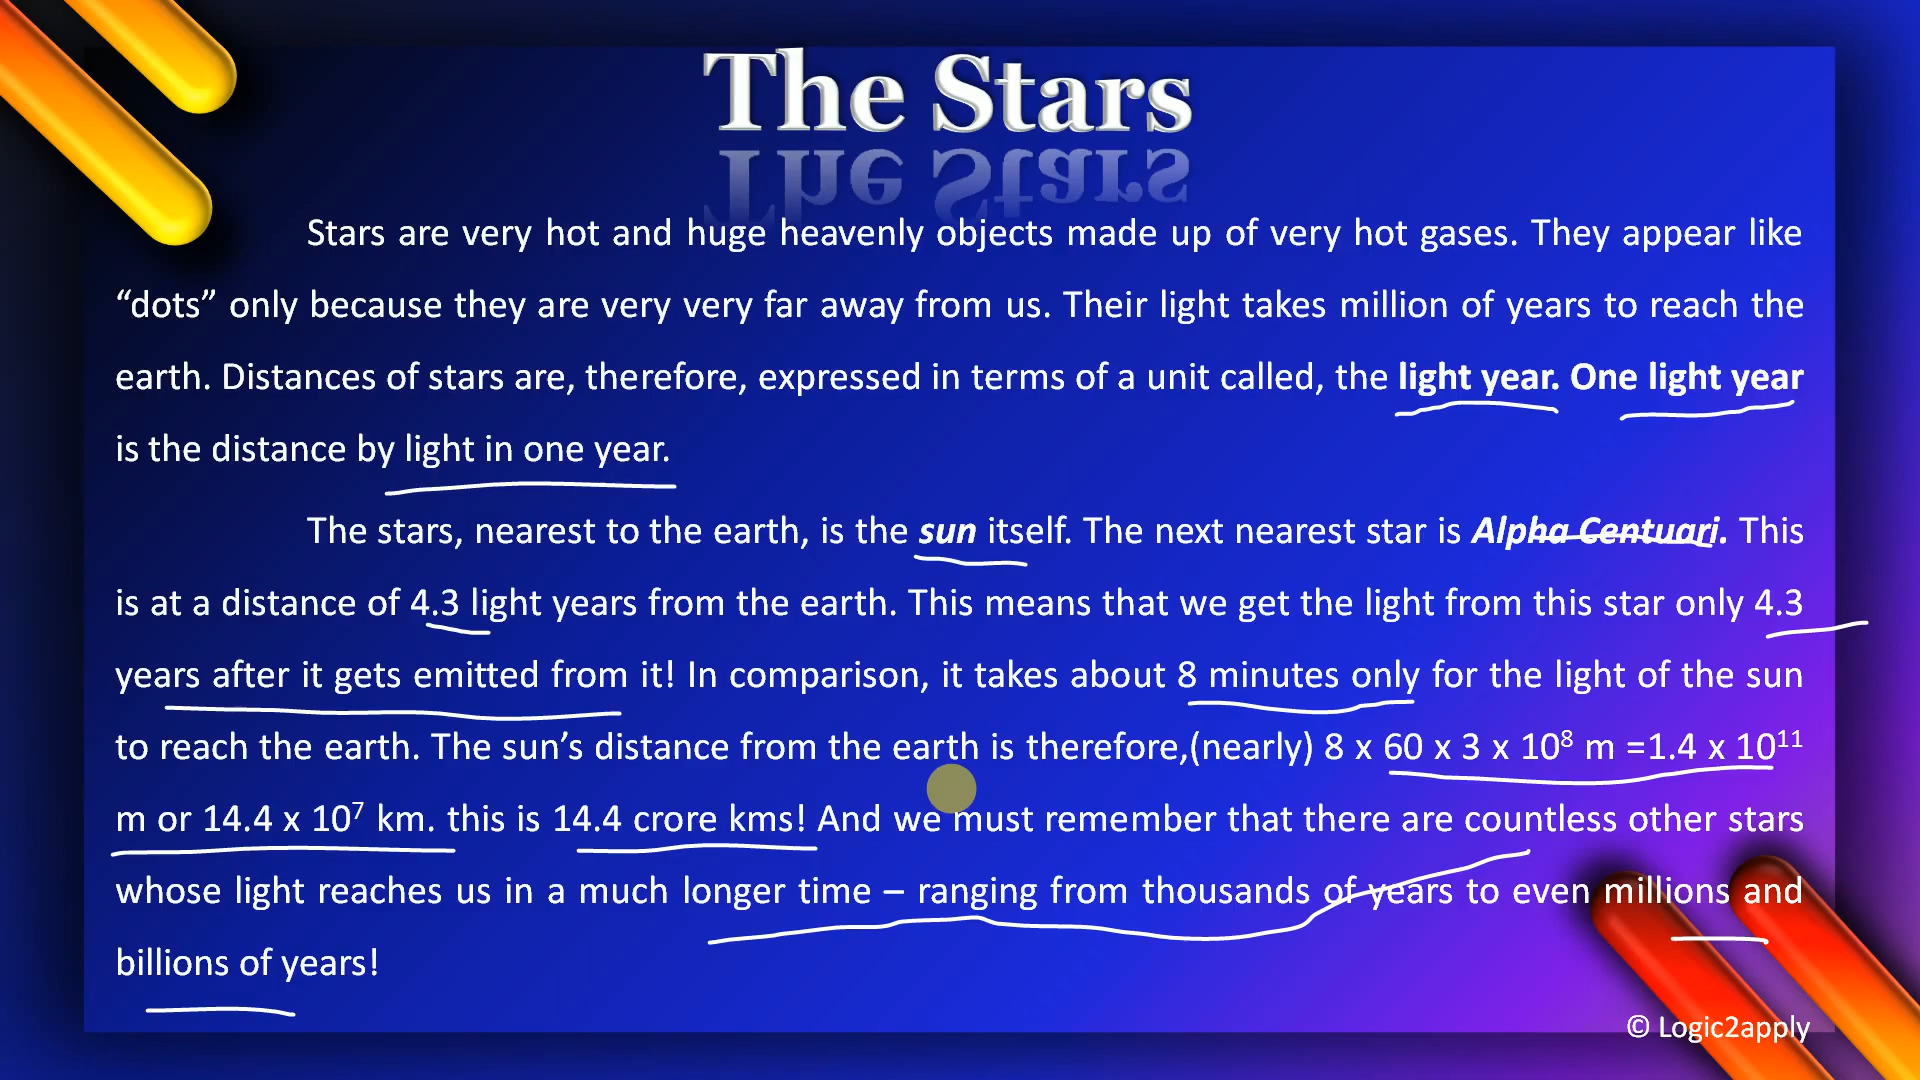 The Stars
Stars are very hot and huge heavenly objects made up of very hot gases. They appear like
“dots” only because they are very very far away from us. Their light takes million of years to reach the
earth. Distances of stars are, therefore, expressed in terms of a unit called, the light year. One light year
is the distance by light in one year.
The stars, nearest to the earth, is the sun itself. The next nearest star is Alpha Centuari. This
is at a distance of 4.3 light years from the earth. This means that we get the light from this star only 4.3
years after it gets emitted from it! In comparison, it takes about 8 minutes only for the light of the sun
to reach the earth. The sun’s distance from the earth is therefore,(nearly) 8 x 60 x 3 x 10⁸ m =1.4 x 10¹¹
m or 14.4 x 10⁷ km. this is 14.4 crore kms! And we must remember that there are countless other stars
whose light reaches us in a much longer time – ranging from thousands of years to even millions and
billions of years!
© Logic2apply